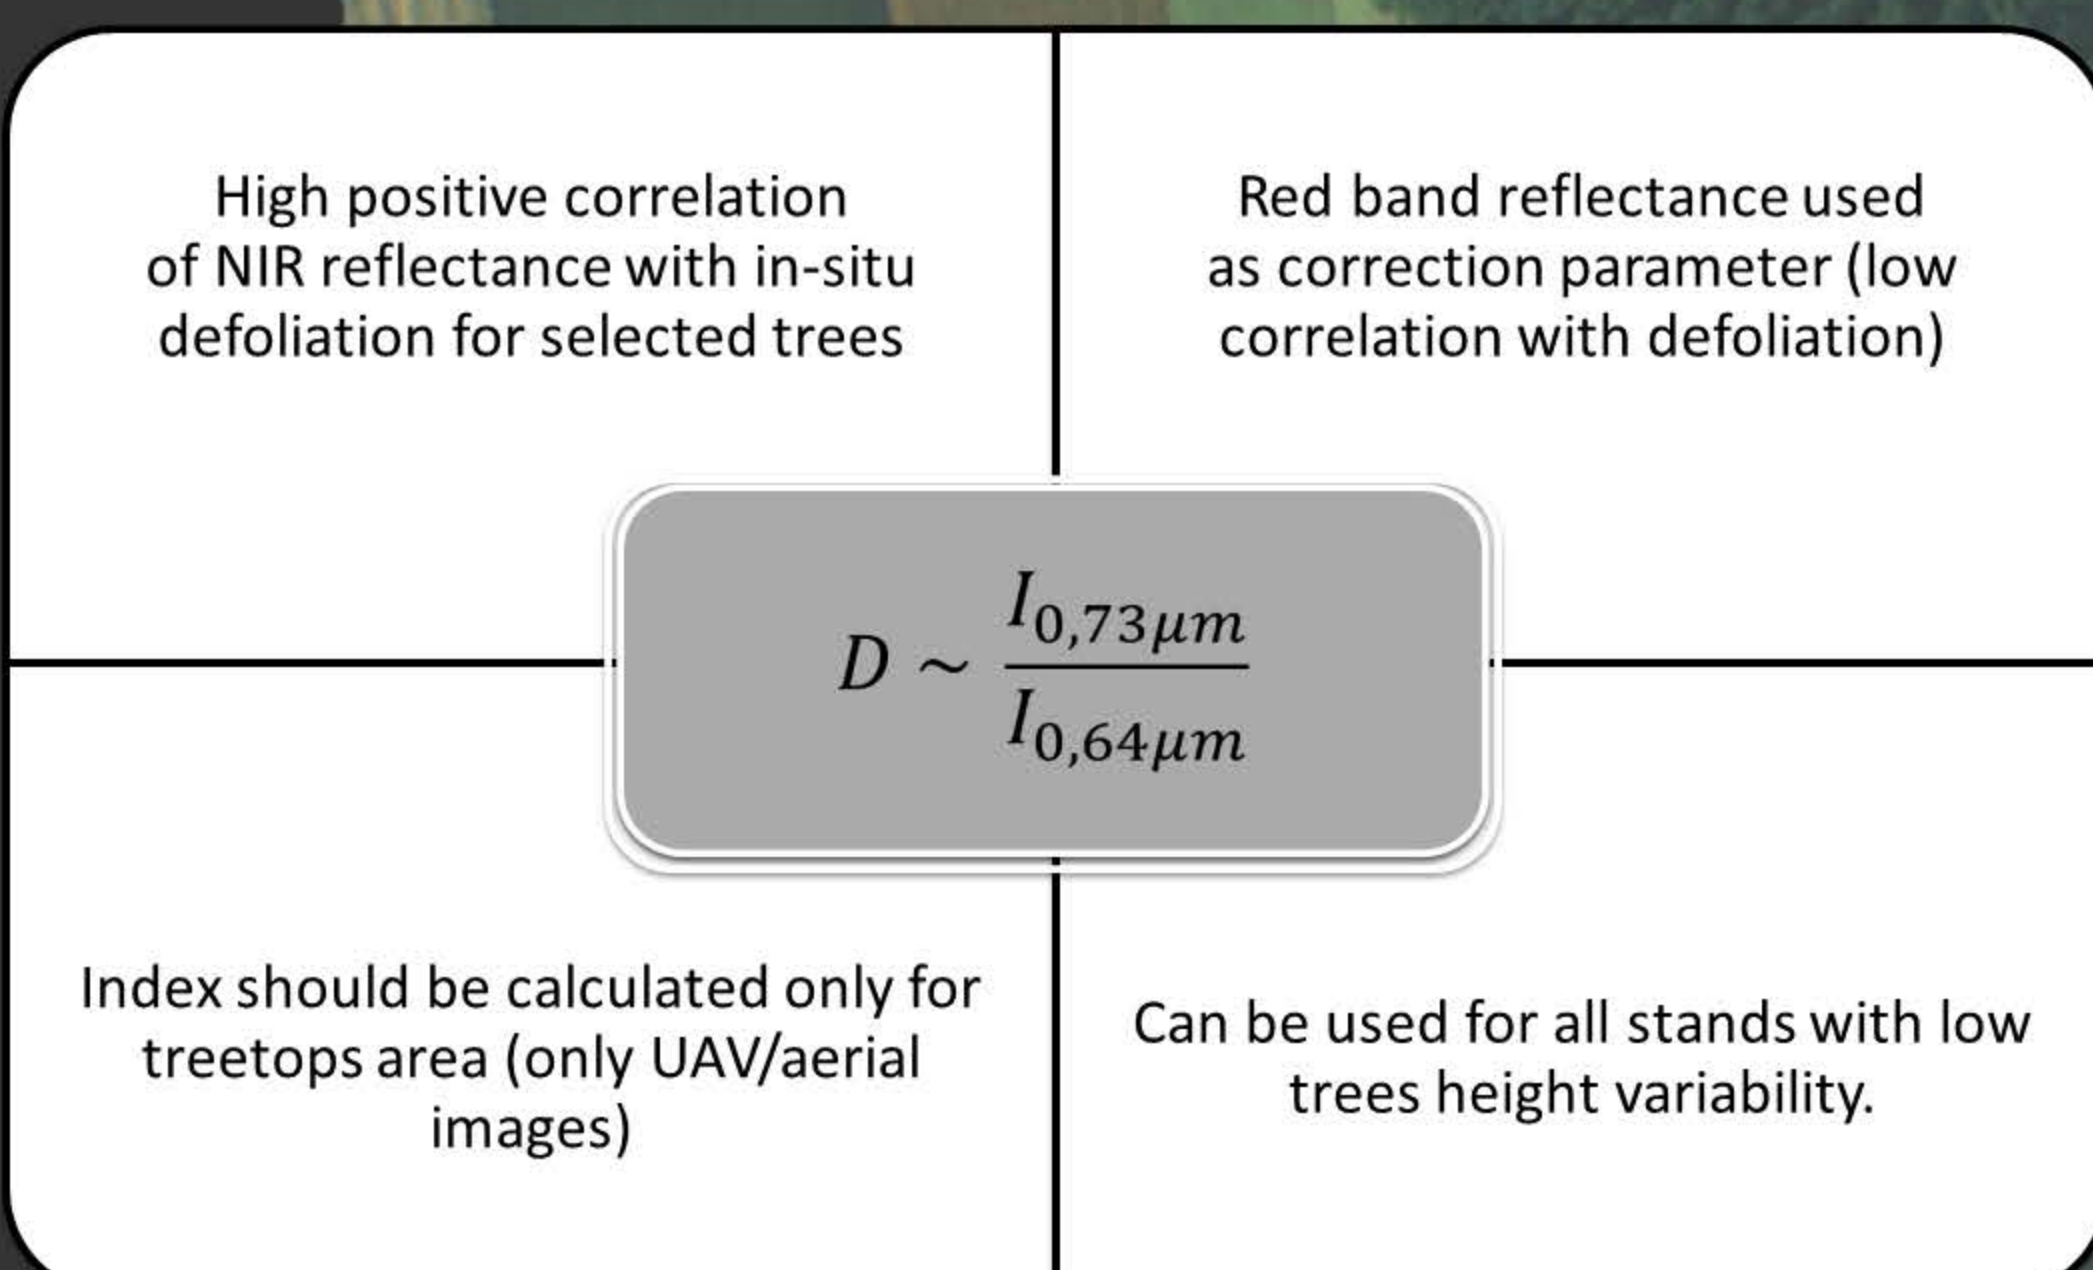 High positive correlation
of NIR reflectance with in-situ
defoliation for selected trees
Red band reflectance used
as correction parameter (low
correlation with defoliation)
D ~ I0,73μm
I0,64μm
Index should be calculated only for
treetops area (only UAV/aerial
images)
Can be used for all stands with low
trees height variability.